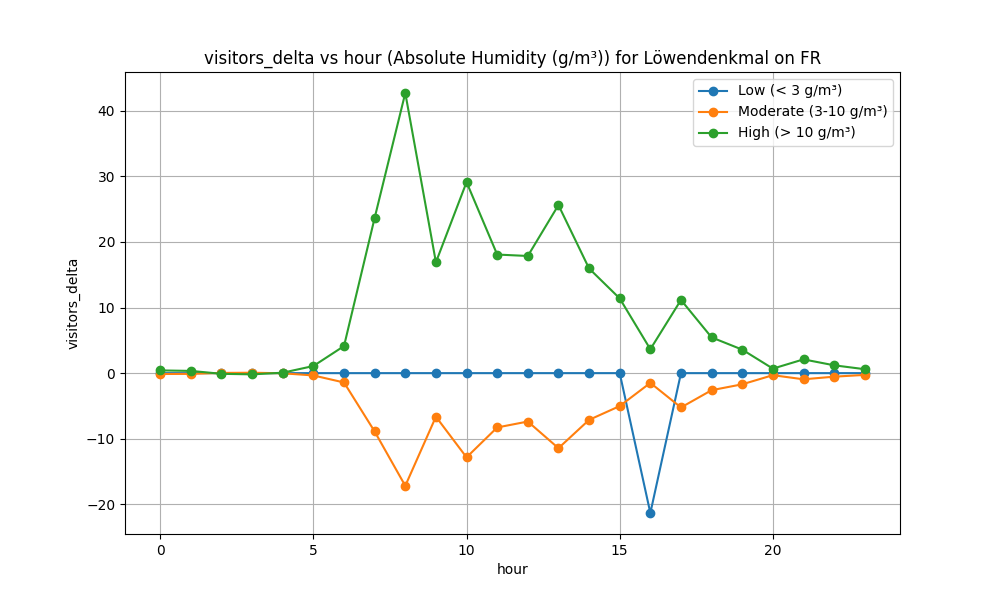 visitors_delta vs hour (Absolute Humidity (g/m³)) for Löwendenkmal on FR
Low (< 3 g/m³)
Moderate (3-10 g/m³)
High (> 10 g/m³)
40
30
20
10
0
−10
−20
visitors_delta
0 5 10 15 20
hour